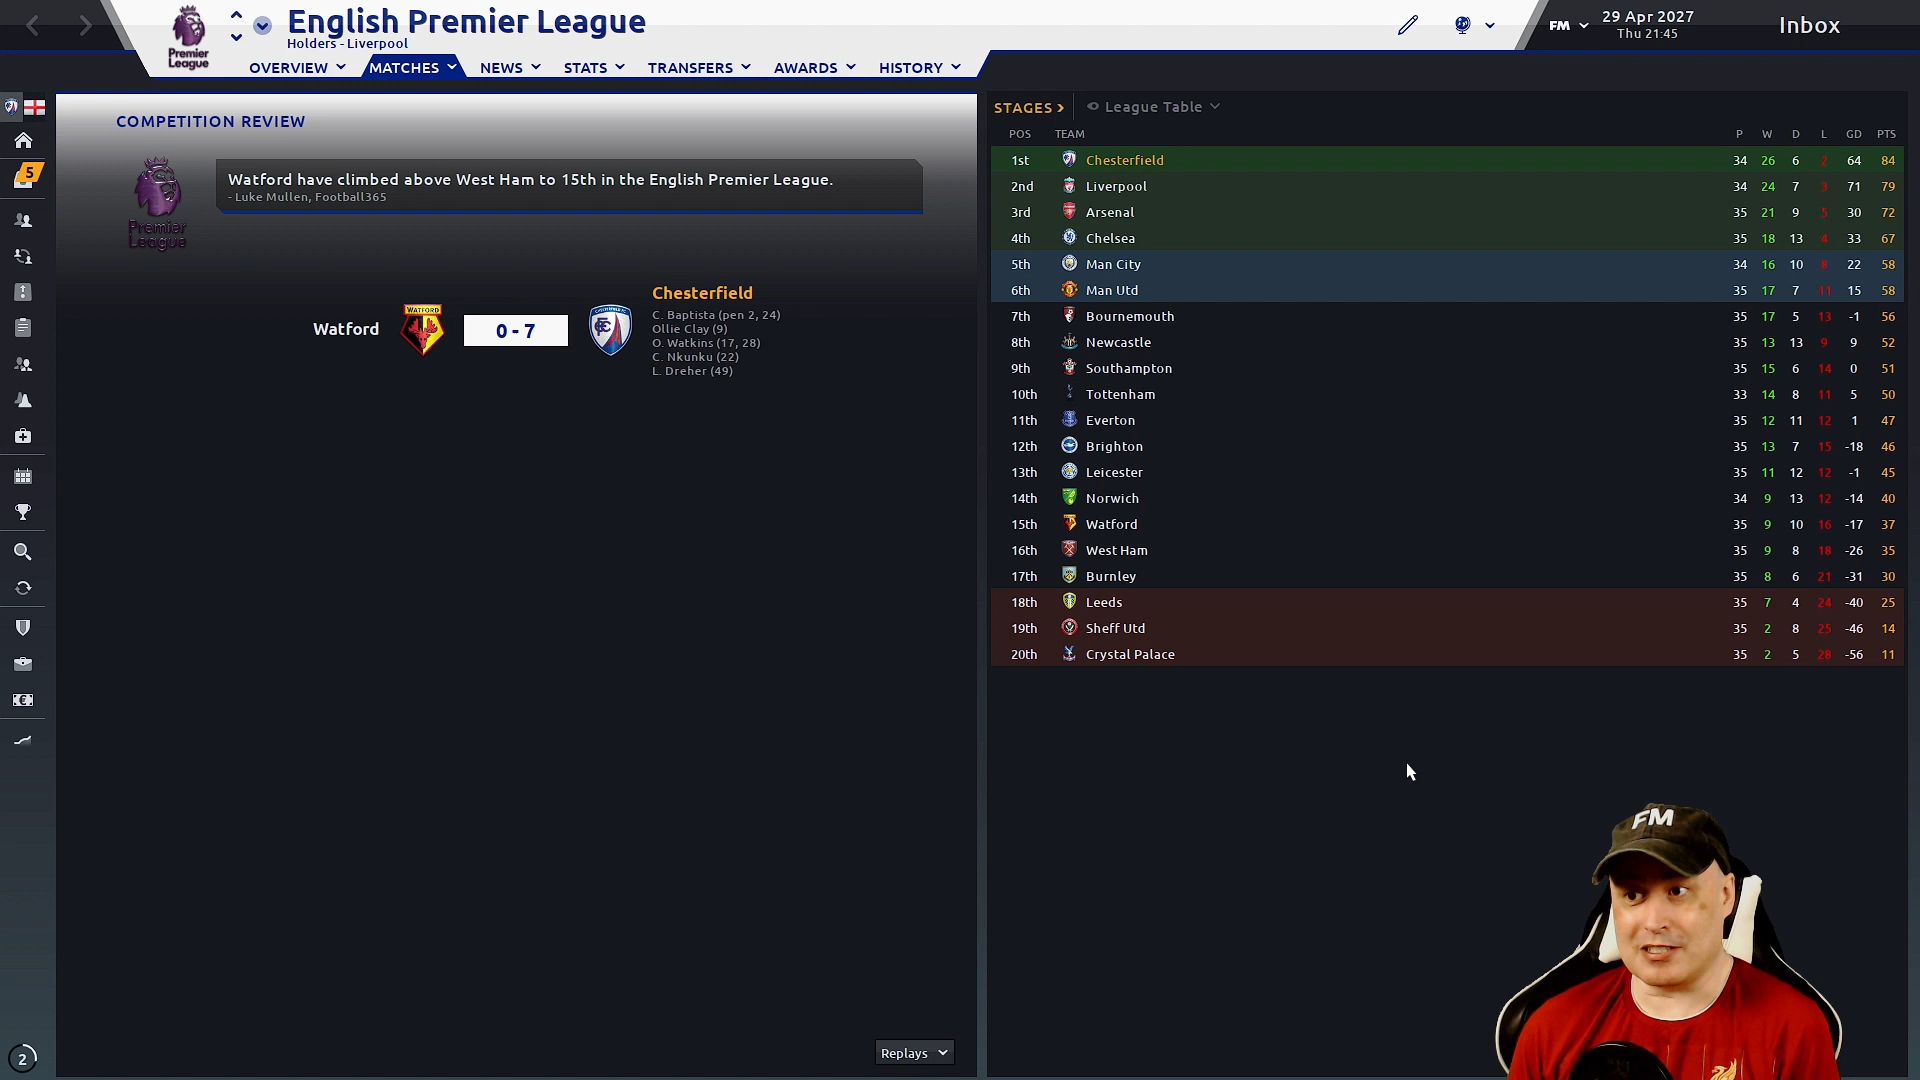 English Premier League
Holders - Liverpool
Premier League
OVERVIEW MATCHES NEWS STATS TRANSFERS AWARDS HISTORY
FM 29 Apr 2027
Thu 21:45
Inbox
5
COMPETITION REVIEW
Premier League
Watford have climbed above West Ham to 15th in the English Premier League.
- Luke Mullen, Football365
Watford WATFORD 0 - 7
Chesterfield
C. Baptista (pen 2, 24)
Ollie Clay (9)
O. Watkins (17, 28)
C. Nkunku (22)
L. Dreher (49)
Replays
2
STAGES > League Table
POS TEAM P W D L GD PTS
1st Chesterfield 34 26 6 2 64 84
2nd Liverpool 34 24 7 3 71 79
3rd Arsenal 35 21 9 5 30 72
4th Chelsea 35 18 13 4 33 67
5th Man City 34 16 10 8 22 58
6th Man Utd 35 17 7 11 15 58
7th Bournemouth 35 17 5 13 -1 56
8th Newcastle 35 13 13 9 9 52
9th Southampton 35 15 6 14 0 51
10th Tottenham 33 14 8 11 5 50
11th Everton 35 12 11 12 1 47
12th Brighton 35 13 7 15 -18 46
13th Leicester 35 11 12 12 -1 45
14th Norwich 34 9 13 12 -14 40
15th Watford 35 9 10 16 -17 37
16th West Ham 35 9 8 18 -26 35
17th Burnley 35 8 6 21 -31 30
18th Leeds 35 7 4 24 -40 25
19th Sheff Utd 35 2 8 25 -46 14
20th Crystal Palace 35 2 5 28 -56 11
FM